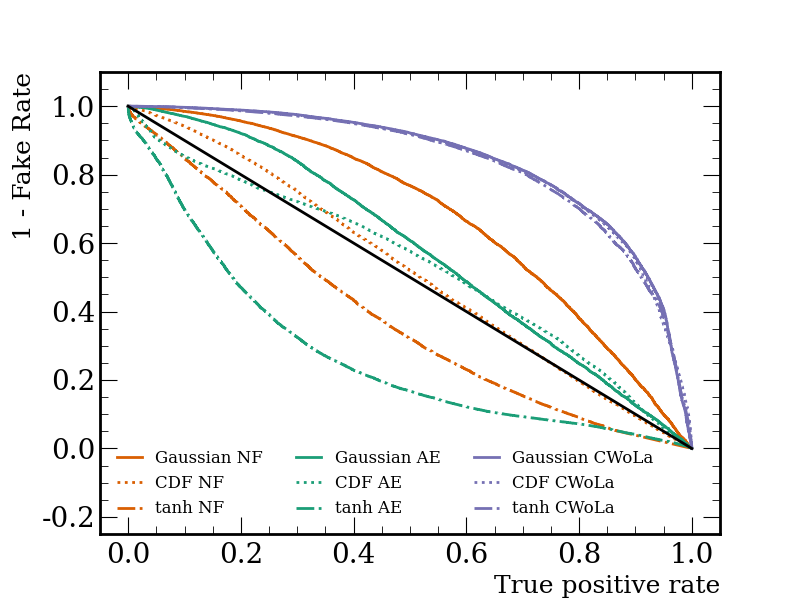 1 - Fake Rate
1.0
0.8
0.6
0.4
0.2
0.0
-0.2
Gaussian NF Gaussian AE Gaussian CWoLa
CDF NF CDF AE CDF CWoLa
tanh NF tanh AE tanh CWoLa
0.0 0.2 0.4 0.6 0.8 1.0
True positive rate